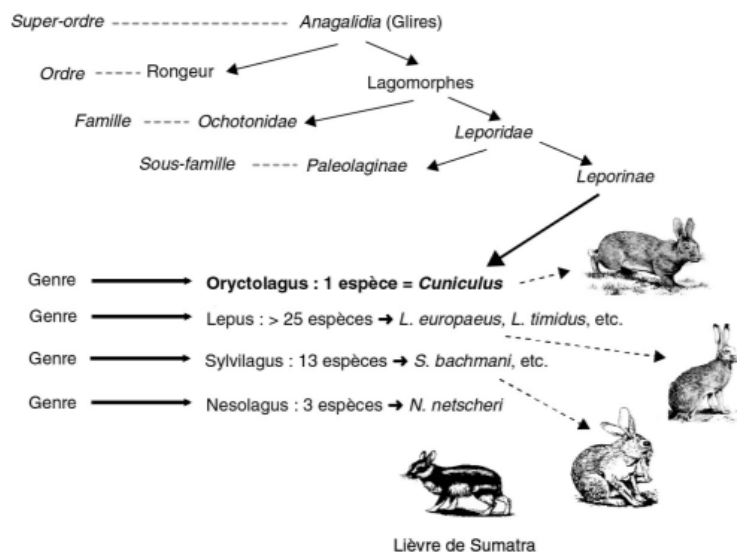 Super-ordre Anagalidia (Glires)
Ordre Rongeur
Lagomorphes
Famille Ochotonidae
Leporidae
Sous-famille Paleolaginae
Leporinae
Genre Oryctolagus : 1 espèce = Cuniculus
Genre Lepus : > 25 espèces → L. europaeus, L. timidus, etc.
Genre Sylvilagus : 13 espèces → S. bachmani, etc.
Genre Nesolagus : 3 espèces → N. netscheri
Lièvre de Sumatra